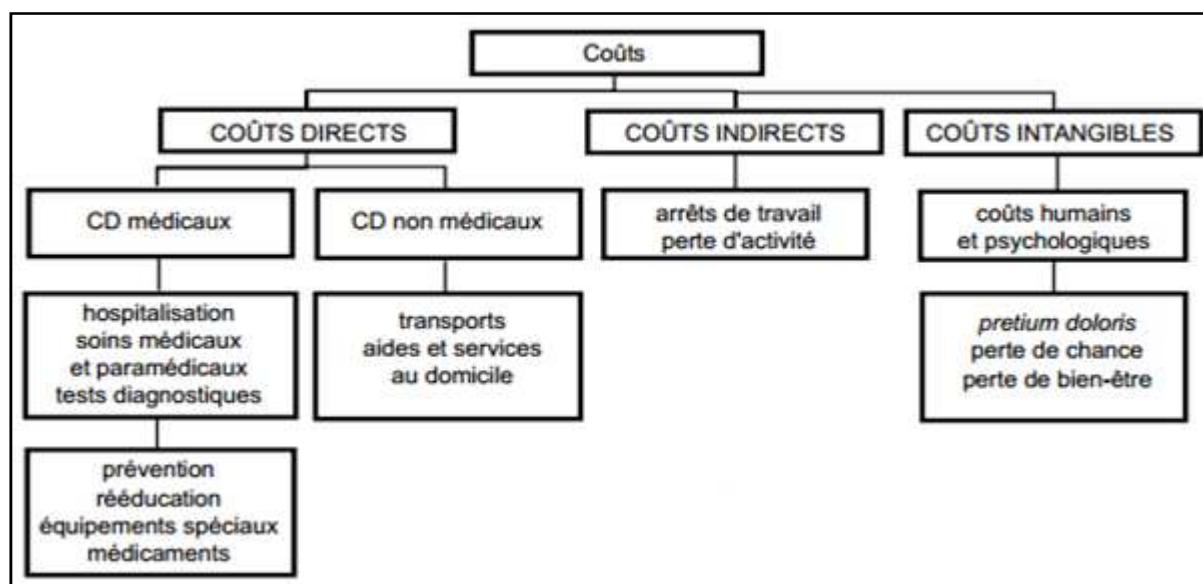 Coûts
COÛTS DIRECTS
COÛTS INDIRECTS
COÛTS INTANGIBLES
CD médicaux
CD non médicaux
arrêts de travail
perte d'activité
coûts humains
et psychologiques
hospitalisation
soins médicaux
et paramédicaux
tests diagnostiques
transports
aides et services
au domicile
pretium doloris
perte de chance
perte de bien-être
prévention
rééducation
équipements spéciaux
médicaments